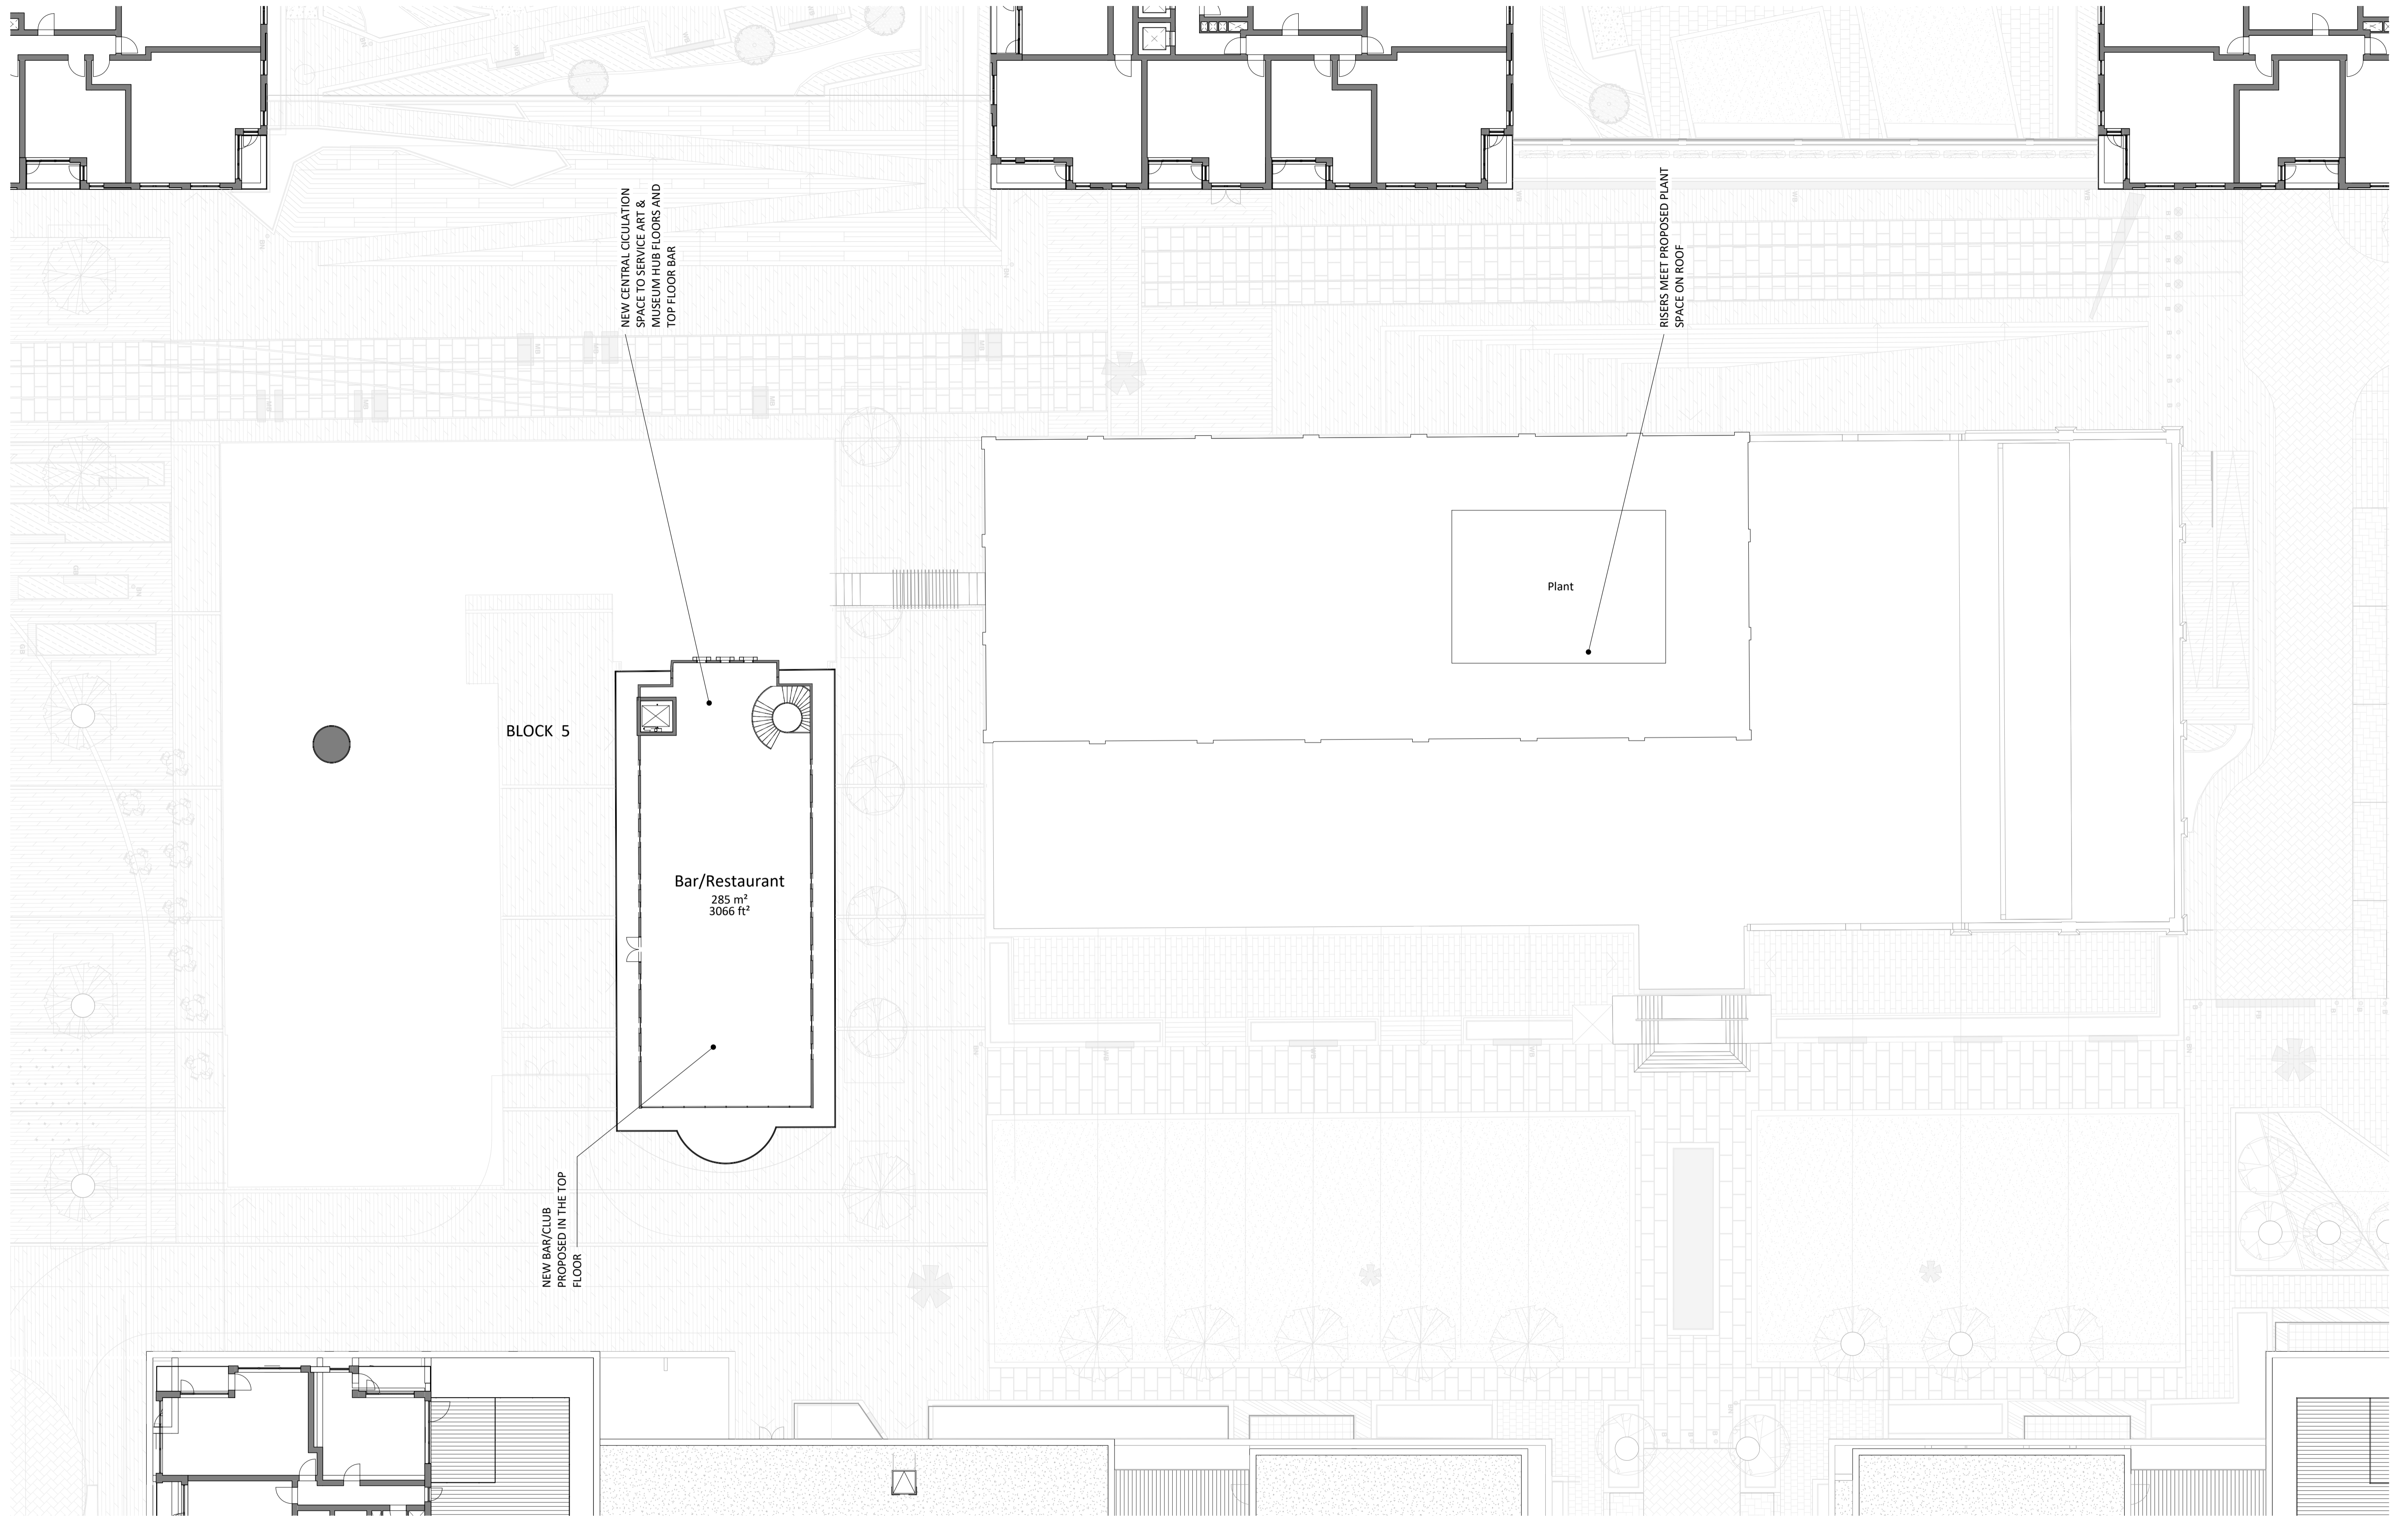 NEW CENTRAL CICULATION
SPACE TO SERVICE ART &
MUSEUM HUB FLOORS AND
TOP FLOOR BAR
RISERS MEET PROPOSED PLANT
SPACE ON ROOF
Plant
BLOCK 5
Bar/Restaurant
285 m²
3066 ft²
NEW BAR/CLUB
PROPOSED IN THE TOP
FLOOR